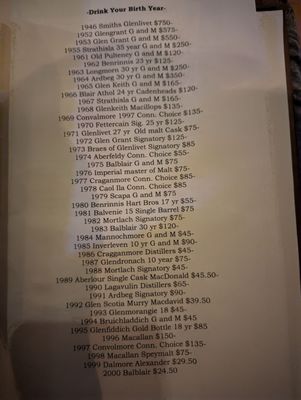 -Drink Your Birth Year-
1946 Smiths Glenlivet $750-
1952 Glengrant G and M $375-
1953 Glen Grant G and M $550-
1955 Strathisla 35 year G and M $250-
1961 Old Pulteney G and M $120-
1962 Benrinnis 23 yr $125-
1963 Longmorn 30 yr G and M $250-
1964 Ardbeg 30 yr G and M $350-
1965 Glen Keith G and M $165-
1966 Blair Athol 24 yr Cadenheads $120-
1967 Strathisla G and M $165-
1968 Glenkeith Macillops $135-
1969 Convalmore 1997 Conn. Choice $135-
1970 Fettercain Sig. 25 yr $125-
1971 Glenlivet 27 yr Old malt Cask $75-
1972 Glen Grant Signatory $125-
1973 Braes of Glenlivet Signatory $85
1974 Aberfeldy Conn. Choice $55-
1975 Balblair G and M $75
1976 Imperial master of Malt $75-
1977 Craganmore Conn. Choice $85-
1978 Caol Ila Conn. Choice $85
1979 Scapa G and M $75
1980 Benrinnis Hart Bros 17 yr $55-
1981 Balvenie 15 Single Barrel $75
1982 Mortlach Signatory $75-
1983 Balblair 30 yr $120-
1984 Mannochmore G and M $45-
1985 Inverleven 10 yr G and M $90-
1986 Cragganmore Distillers $45-
1987 Glendronach 10 year $75-
1988 Mortlach Signatory $45-
1989 Aberlour Single Cask MacDonald $45.50-
1990 Lagavulin Distillers $65-
1991 Ardbeg Signatory $90-
1992 Glen Scotia Murry Macdavid $39.50
1993 Glenmorangie 18 $45-
1994 Bruichladdich G and M $45
1995 Glenfiddich Gold Bottle 18 yr $85
1996 Macallan $150-
1997 Convolmore Conn. Choice $135-
1998 Macallan Speymalt $75-
1999 Dalmore Alexander $29.50
2000 Balblair $24.50